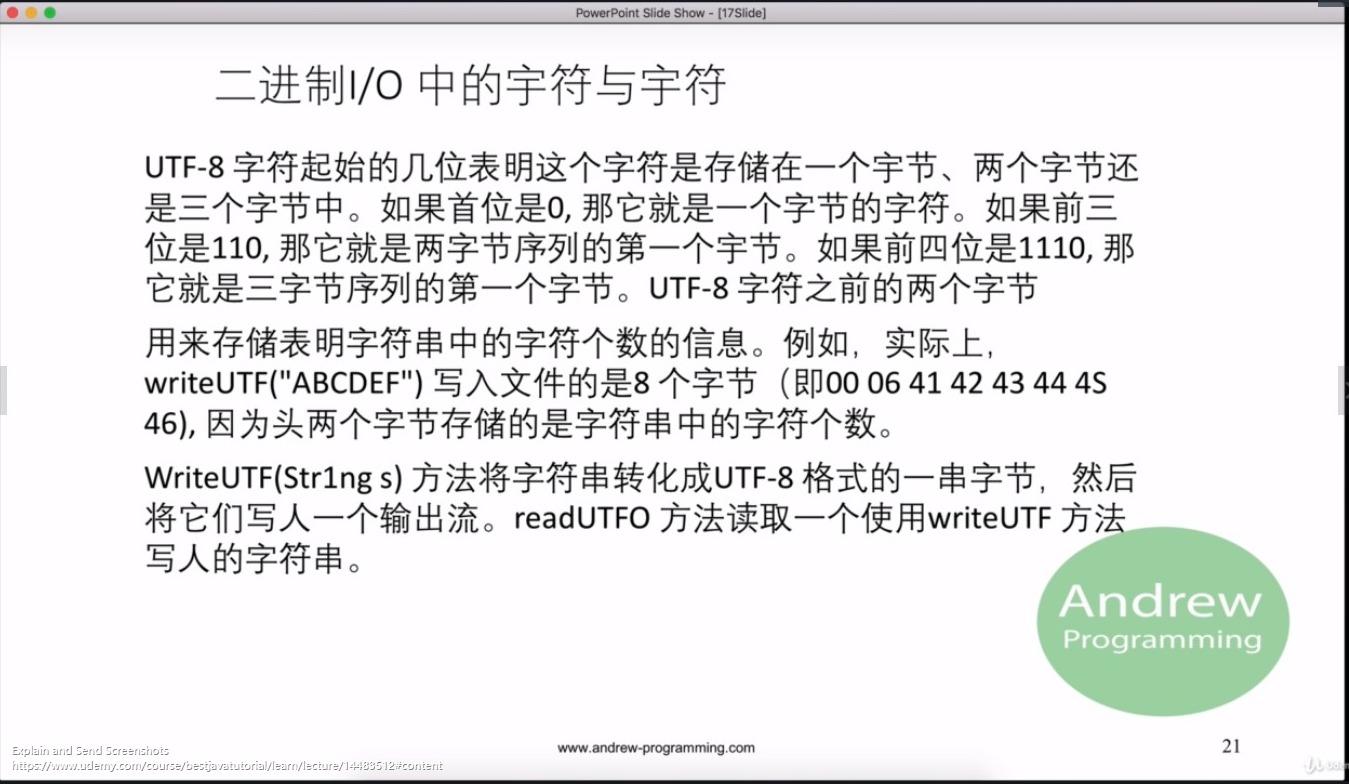 PowerPoint Slide Show - [17Slide]
二进制I/O 中的宇符与宇符
UTF-8 字符起始的几位表明这个字符是存储在一个宇节、两个字节还
是三个字节中。如果首位是0, 那它就是一个字节的字符。如果前三
位是110, 那它就是两字节序列的第一个宇节。如果前四位是1110, 那
它就是三字节序列的第一个字节。UTF-8 字符之前的两个字节
用来存储表明字符串中的字符个数的信息。例如, 实际上,
writeUTF("ABCDEF") 写入文件的是8 个字节（即00 06 41 42 43 44 4S
46), 因为头两个字节存储的是字符串中的字符个数。
WriteUTF(Str1ng s) 方法将字符串转化成UTF-8 格式的一串字节, 然后
将它们写人一个输出流。readUTFO 方法读取一个使用writeUTF 方法
写人的字符串。
Andrew
Programming
Explain and Send Screenshots
https://www.udemy.com/course/bestjavatutorial/learn/lecture/14483512#content
www.andrew-programming.com
21